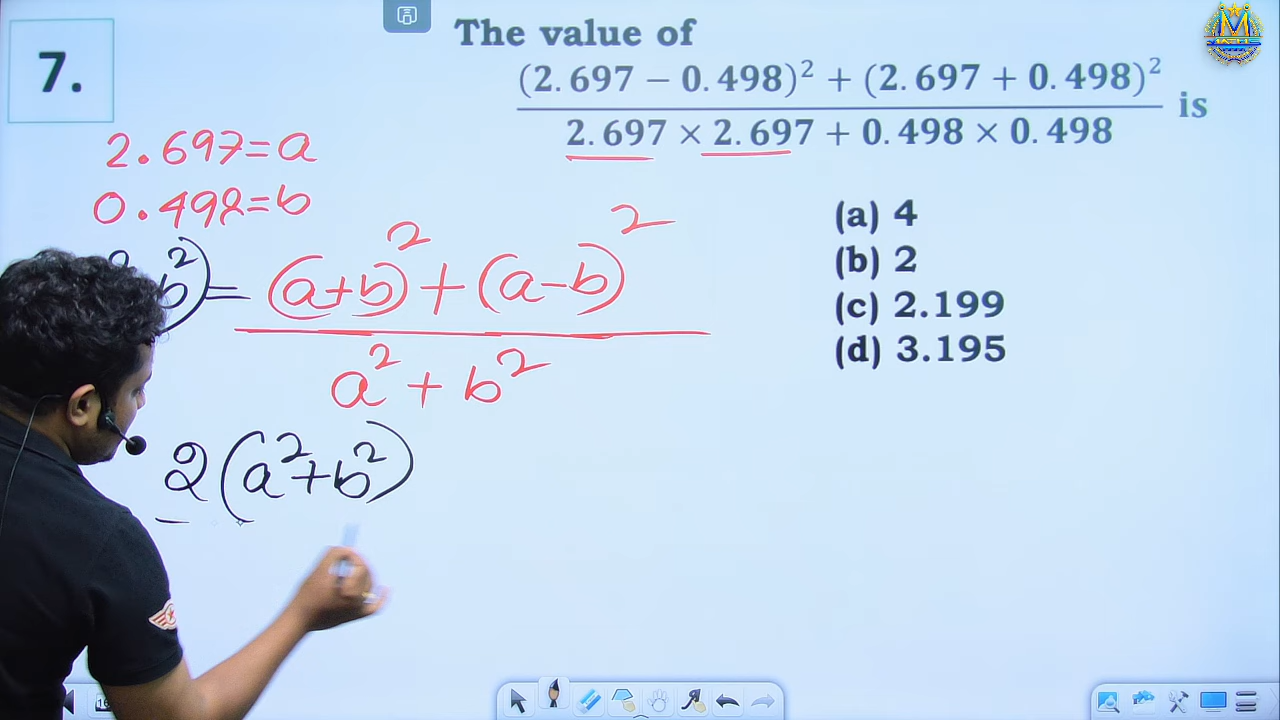 7.
The value of
(2.697 − 0.498)² + (2.697 + 0.498)²
2.697 × 2.697 + 0.498 × 0.498
is
(a) 4
(b) 2
(c) 2.199
(d) 3.195
2.697=a
0.498=b
b²)= (a+b)²+(a-b)²
a²+b²
2(a²+b²)